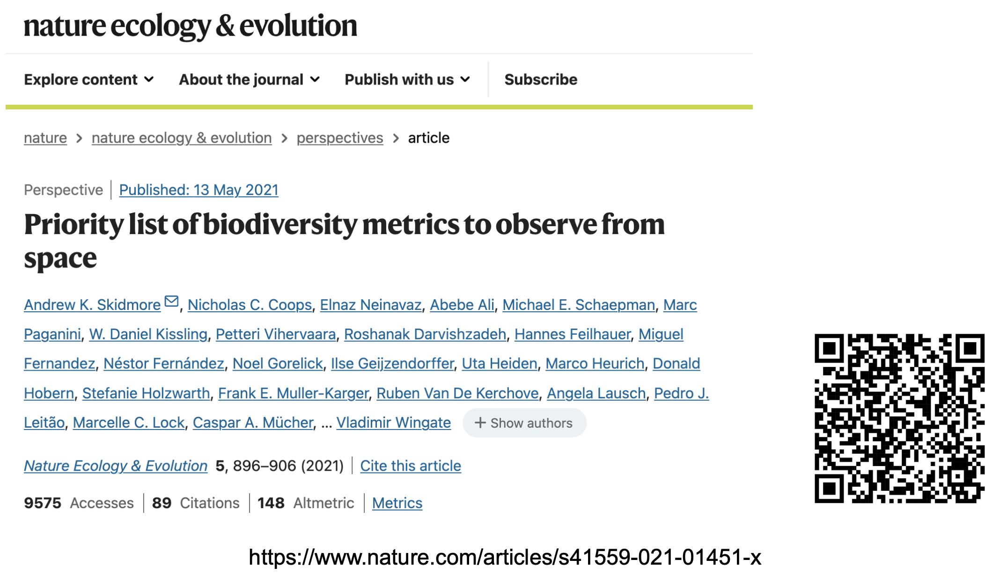 nature ecology & evolution
Explore content About the journal Publish with us Subscribe
nature > nature ecology & evolution > perspectives > article
Perspective | Published: 13 May 2021
Priority list of biodiversity metrics to observe from
space
Andrew K. Skidmore, Nicholas C. Coops, Elnaz Neinavaz, Abebe Ali, Michael E. Schaepman, Marc
Paganini, W. Daniel Kissling, Petteri Vihervaara, Roshanak Darvishzadeh, Hannes Feilhauer, Miguel
Fernandez, Néstor Fernández, Noel Gorelick, Ilse Geijzendorffer, Uta Heiden, Marco Heurich, Donald
Hobern, Stefanie Holzwarth, Frank E. Muller-Karger, Ruben Van De Kerchove, Angela Lausch, Pedro J.
Leitão, Marcelle C. Lock, Caspar A. Mücher, ... Vladimir Wingate + Show authors
Nature Ecology & Evolution 5, 896–906 (2021) | Cite this article
9575 Accesses | 89 Citations | 148 Altmetric | Metrics
https://www.nature.com/articles/s41559-021-01451-x